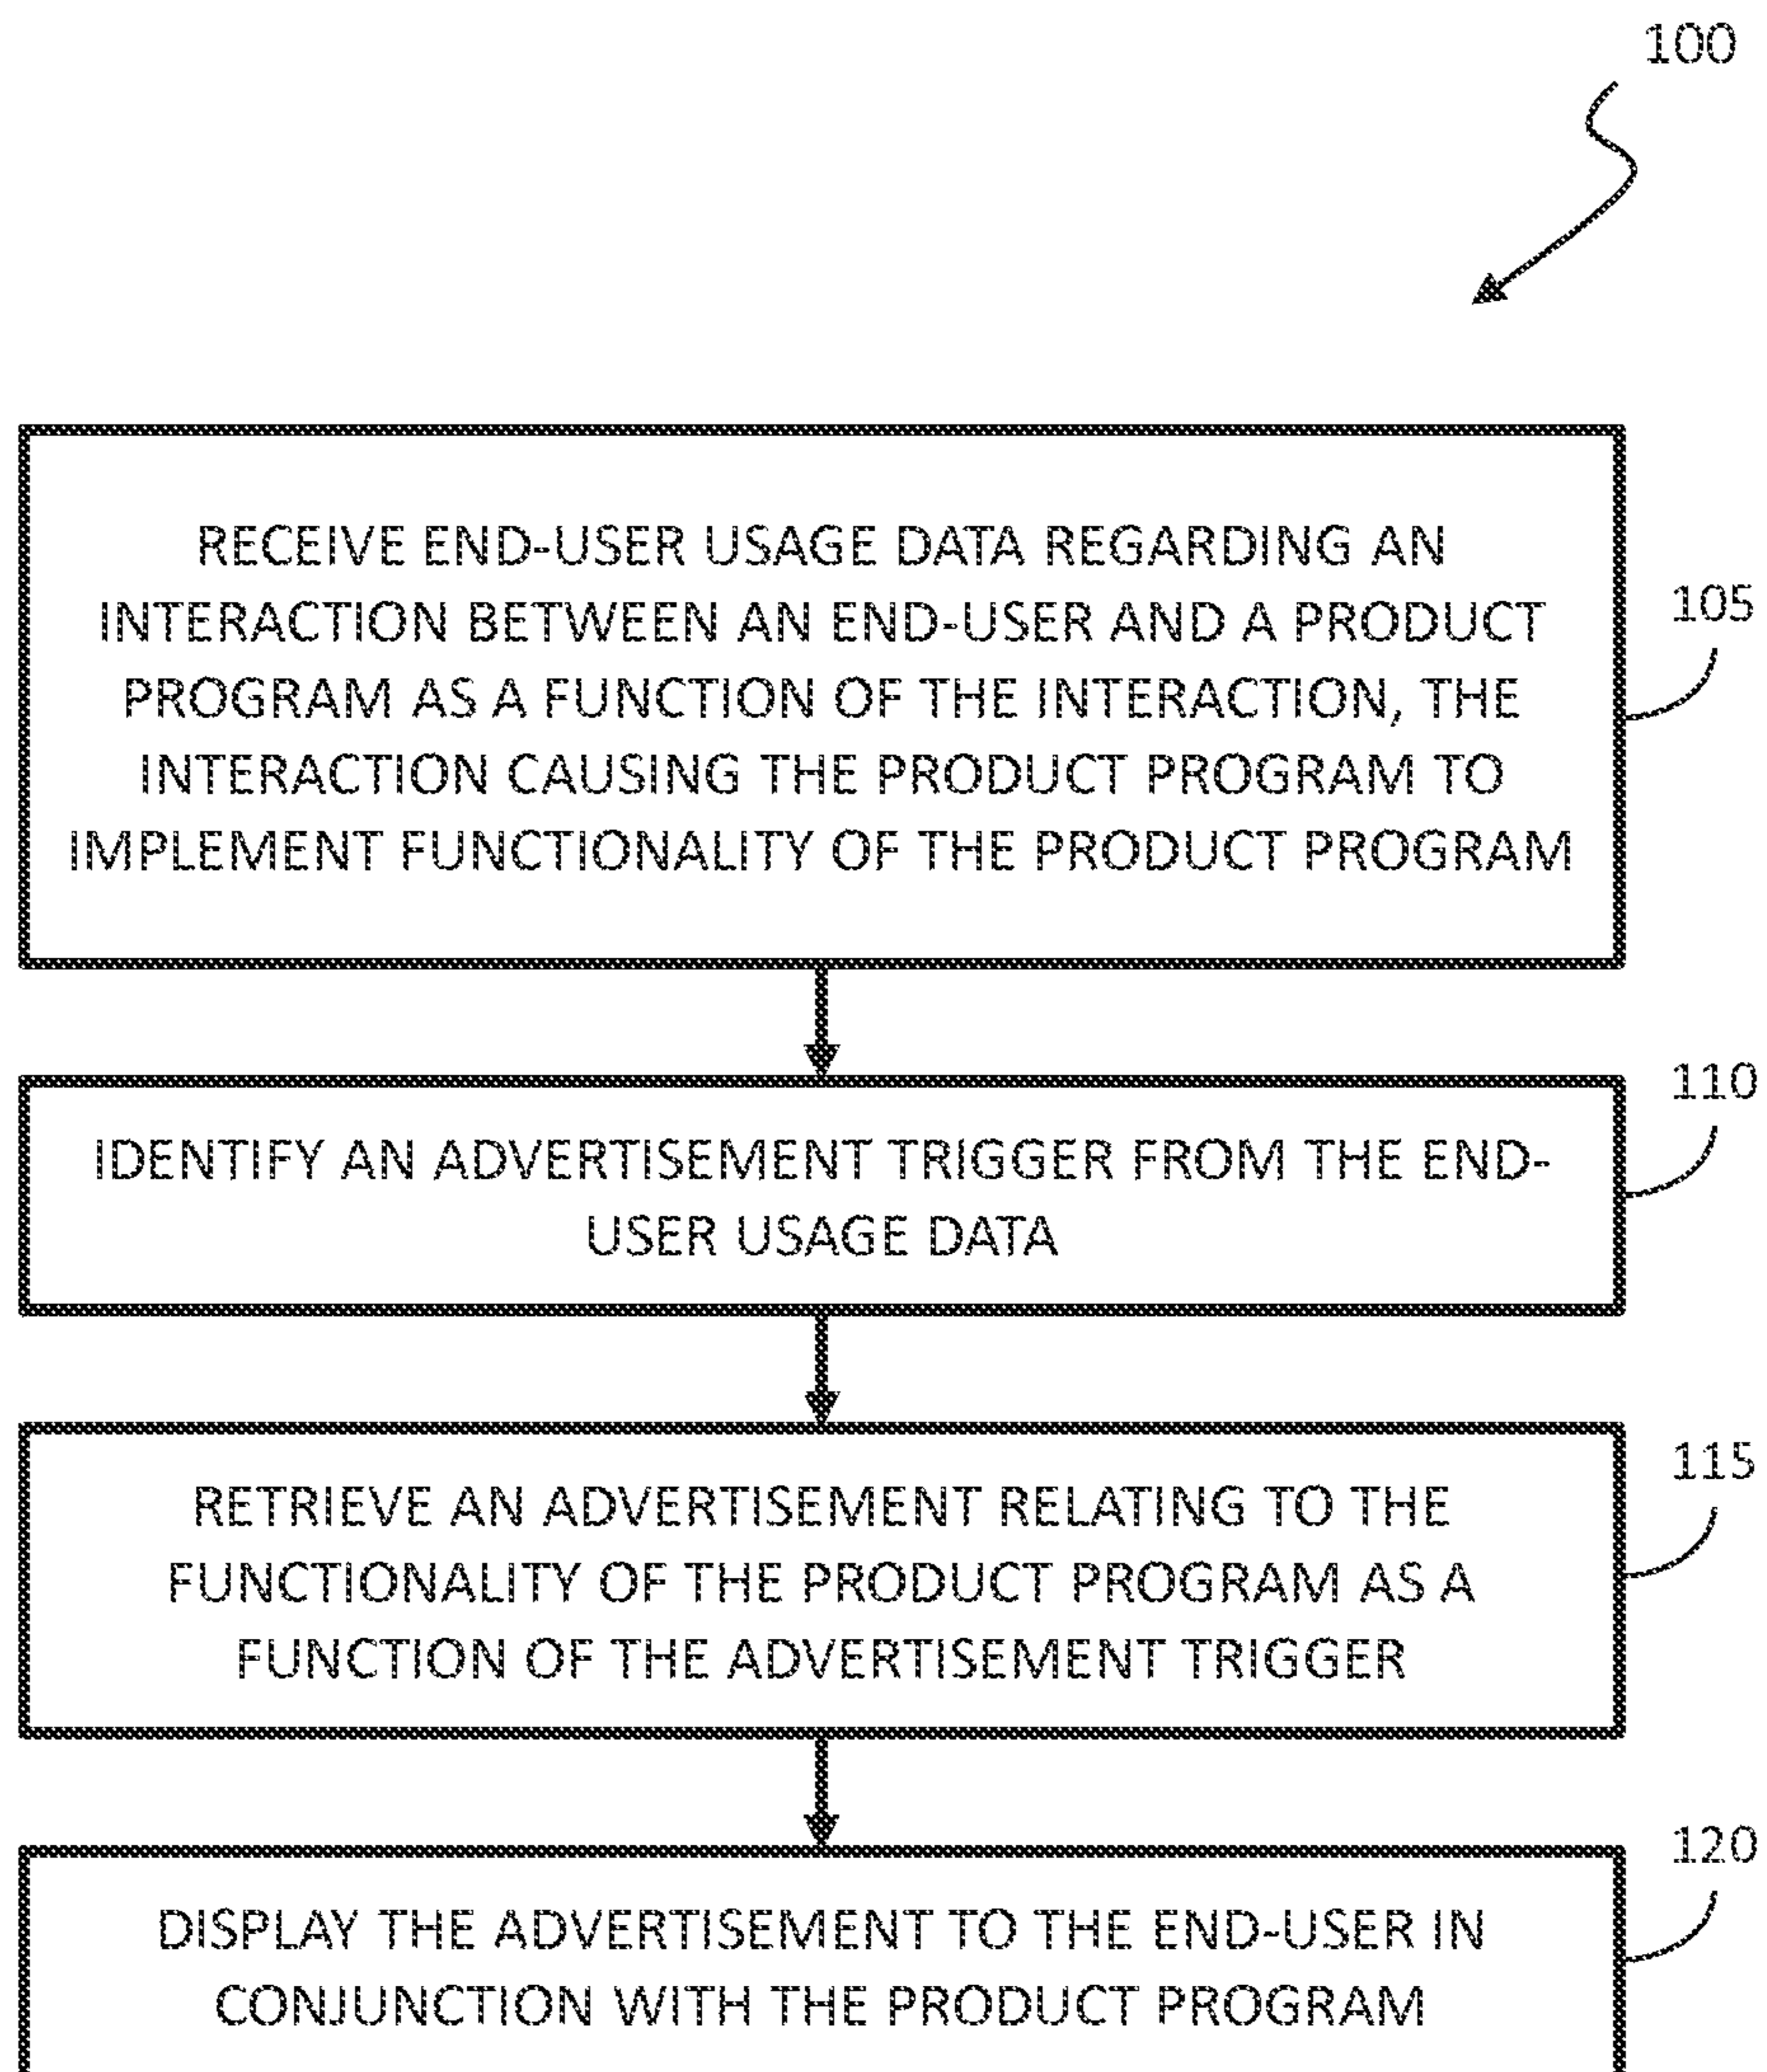 100
RECEIVE END-USER USAGE DATA REGARDING AN
INTERACTION BETWEEN AN END-USER AND A PRODUCT
PROGRAM AS A FUNCTION OF THE INTERACTION, THE
INTERACTION CAUSING THE PRODUCT PROGRAM TO
IMPLEMENT FUNCTIONALITY OF THE PRODUCT PROGRAM
105
IDENTIFY AN ADVERTISEMENT TRIGGER FROM THE END-
USER USAGE DATA
110
RETRIEVE AN ADVERTISEMENT RELATING TO THE
FUNCTIONALITY OF THE PRODUCT PROGRAM AS A
FUNCTION OF THE ADVERTISEMENT TRIGGER
115
DISPLAY THE ADVERTISEMENT TO THE END-USER IN
CONJUNCTION WITH THE PRODUCT PROGRAM
120